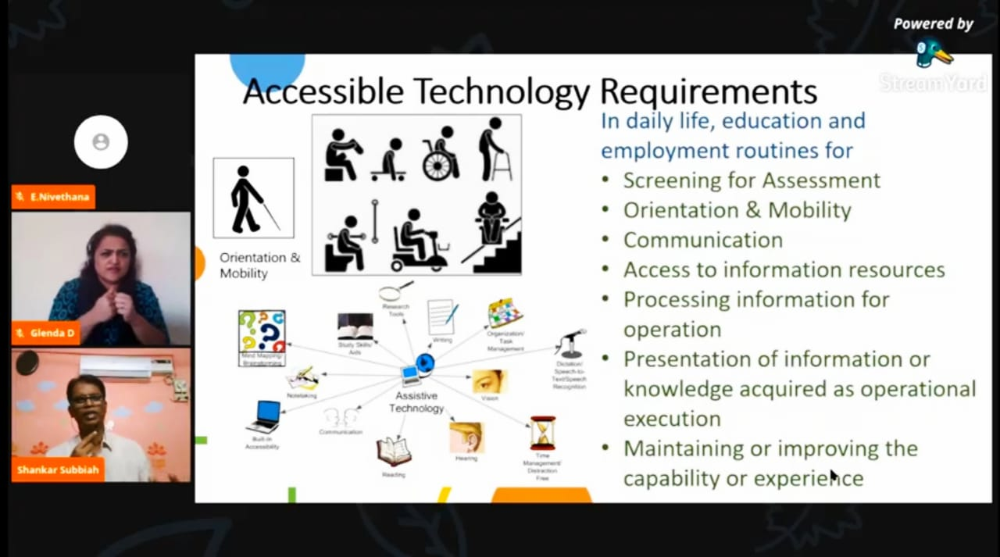 Powered by
StreamYard
Accessible Technology Requirements
In daily life, education and
employment routines for
• Screening for Assessment
• Orientation & Mobility
• Communication
• Access to information resources
• Processing information for
operation
• Presentation of information or
knowledge acquired as operational
execution
• Maintaining or improving the
capability or experience
Orientation &
Mobility
Research
Tools
Mind Mapping/
Brainstorming
Study Skills/
Aids
Writing
Organization/
Task
Management
Dictation/
Speech-to-
Text/Speech
Recognition
Notetaking
Assistive
Technology
Vision
Built-in
Accessibility
Communication
Reading
Hearing
Time
Management/
Distraction
Free
E.Nivethana
Glenda D
Shankar Subbiah